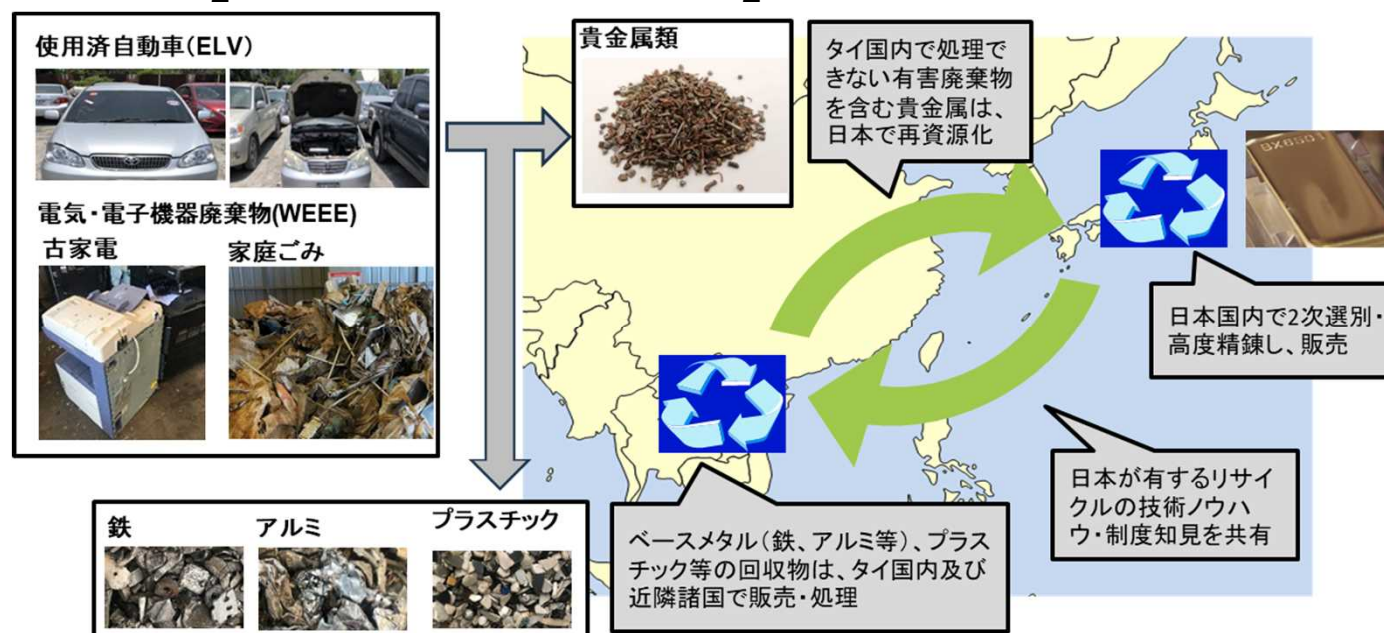 使用済自動車(ELV)
電気・電子機器廃棄物(WEEE)
古家電
家庭ごみ
貴金属類
タイ国内で処理で
きない有害廃棄物
を含む貴金属は、
日本で再資源化
日本国内で2次選別・
高度精錬し、販売
日本が有するリサイ
クルの技術ノウハ
ウ・制度知見を共有
鉄
アルミ
プラスチック
ベースメタル(鉄、アルミ等)、プラス
チック等の回収物は、タイ国内及び
近隣諸国で販売・処理